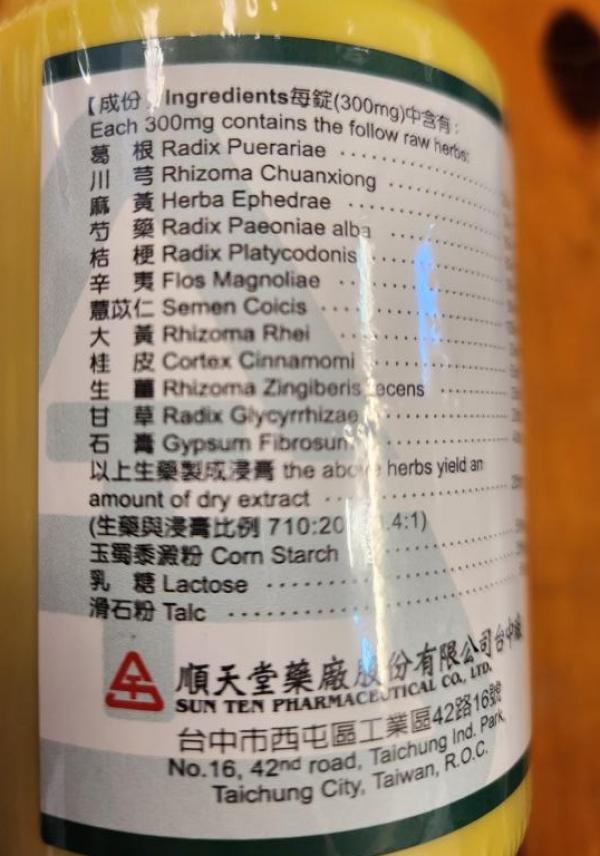 【成份】Ingredients每錠(300mg)中含有:
Each 300mg contains the follow raw herbs:
葛 根 Radix Puerariae
川 芎 Rhizoma Chuanxiong
麻 黃 Herba Ephedrae
芍 藥 Radix Paeoniae alba
桔 梗 Radix Platycodonis
辛 夷 Flos Magnoliae
薏苡仁 Semen Coicis
大 黃 Rhizoma Rhei
桂 皮 Cortex Cinnamomi
生 薑 Rhizoma Zingiberis ecens
甘 草 Radix Glycyrrhizae
石 膏 Gypsum Fibrosum
以上生藥製成浸膏 the above herbs yield an
amount of dry extract
(生藥與浸膏比例 710:20 .4:1)
玉蜀黍澱粉 Corn Starch
乳 糖 Lactose
滑石粉 Talc
順天堂藥廠股份有限公司台中
SUN TEN PHARMACEUTICAL CO., LTD.
台中市西屯區工業區42路16號
No.16, 42nd road, Taichung Ind. Park,
Taichung City, Taiwan, R.O.C.